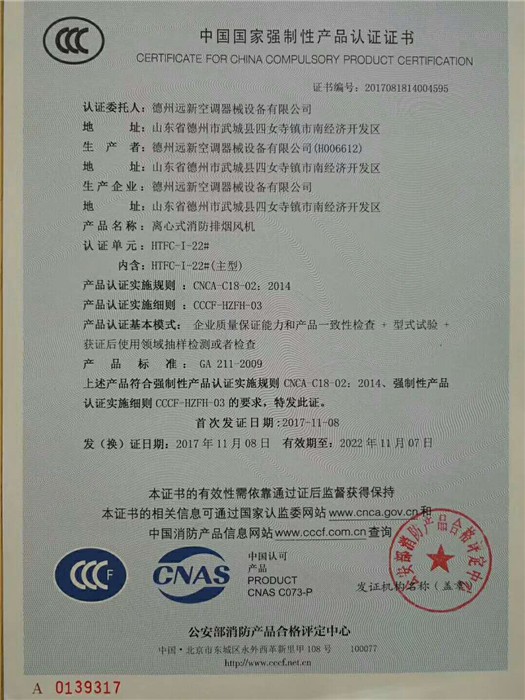 CCC
中国国家强制性产品认证证书
CERTIFICATE FOR CHINA COMPULSORY PRODUCT CERTIFICATION
证书编号: 2017081814004595
认证委托人: 德州远新空调器械设备有限公司
地 址: 山东省德州市武城县四女寺镇市南经济开发区
生 产 者: 德州远新空调器械设备有限公司(H006612)
地 址: 山东省德州市武城县四女寺镇市南经济开发区
生产企业: 德州远新空调器械设备有限公司
地 址: 山东省德州市武城县四女寺镇市南经济开发区
产品名称: 离心式消防排烟风机
认证单元: HTFC-I-22#
内含: HTFC-I-22#(主型)
产品认证实施规则 : CNCA-C18-02: 2014
产品认证实施细则 : CCCF-HZFH-03
产品认证基本模式: 企业质量保证能力和产品一致性检查 + 型式试验 +
获证后使用领域抽样检测或者检查
产 品 标 准: GA 211-2009
上述产品符合强制性产品认证实施规则 CNCA-C18-02: 2014、强制性产品
认证实施细则 CCCF-HZFH-03 的要求, 特发此证。
首次发证日期: 2017-11-08
发（换）证日期: 2017 年 11 月 08 日 有效期至: 2022 年 11 月 07 日
本证书的有效性需依靠通过证后监督获得保持
本证书的相关信息可通过国家认监委网站 www.cnca.gov.cn 和
中国消防产品信息网站 www.cccf.com.cn 查询
公安部消防产品合格评定中心
发证机构名称（盖章）
CCC F
CNAS
中国认可
产品
PRODUCT
CNAS C073-P
公安部消防产品合格评定中心
中国·北京市东城区永外西革新里甲 108 号 100077
http://www.cccf.net.cn
A 0139317